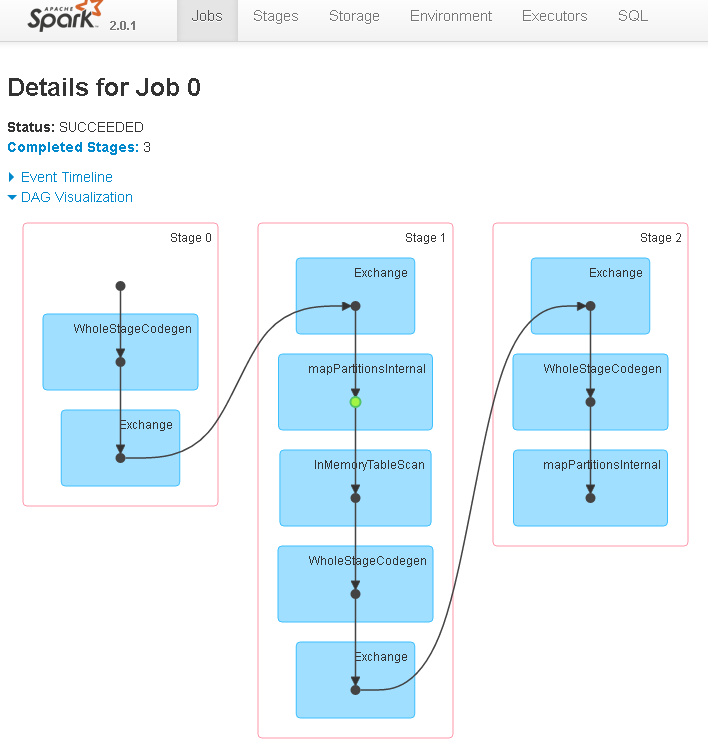 APACHE
Spark 2.0.1
Jobs Stages Storage Environment Executors SQL
Details for Job 0
Status: SUCCEEDED
Completed Stages: 3
Event Timeline
DAG Visualization
Stage 0
WholeStageCodegen
Exchange
Stage 1
Exchange
mapPartitionsInternal
InMemoryTableScan
WholeStageCodegen
Exchange
Stage 2
Exchange
WholeStageCodegen
mapPartitionsInternal